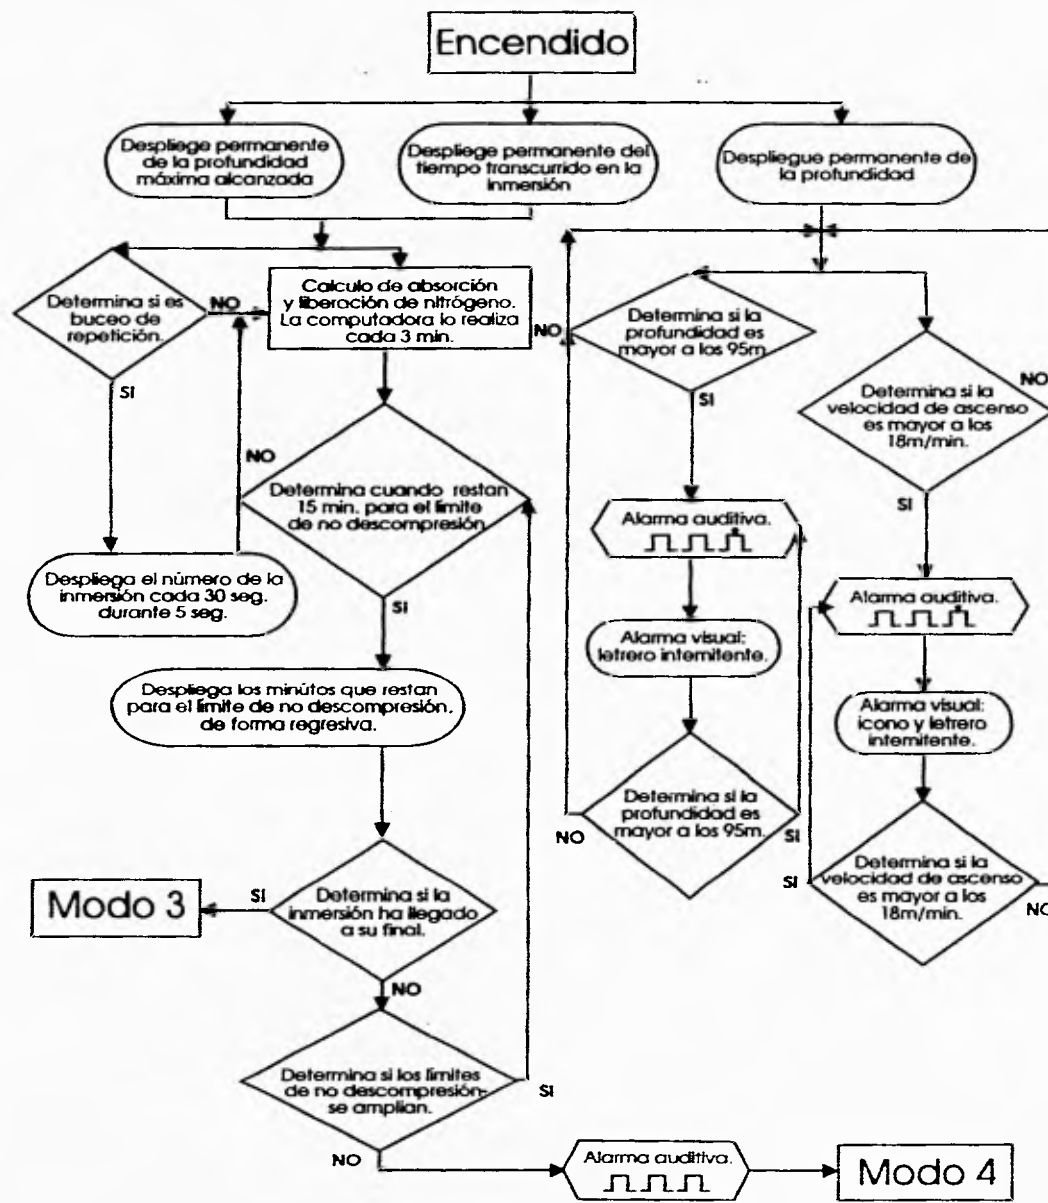 Encendido
Despliege permanente
de la profundidad
máxima alcanzada
Despliege permanente del
tiempo transcurrido en la
inmersión
Despliegue permanente de
la profundidad
Determina si es
buceo de
repetición.
NO
SI
Calculo de absorción
y liberación de nitrógeno.
La computadora lo realiza
cada 3 min.
NO
Determina si la
profundidad es
mayor a los 95m.
SI
Determina si la
velocidad de ascenso
es mayor a los
18m/min.
NO
SI
NO
Determina cuando restan
15 min. para el límite
de no descompresión
SI
Alarma auditiva.
Despliega el número de la
inmersión cada 30 seg.
durante 5 seg.
Alarma auditiva.
Alarma visual:
letrero intemitente.
Despliega los minútos que restan
para el límite de no descompresión,
de forma regresiva.
Alarma visual:
icono y letrero
intemitente.
Determina si la
profundidad es
mayor a los 95m.
NO
SI
Determina si la
velocidad de ascenso
es mayor a los
18m/min.
SI
NO
Modo 3
SI
Determina si la
inmersión ha llegado
a su final.
NO
Determina si los límites
de no descompresión-
se amplian.
SI
NO
Alarma auditiva.
Modo 4